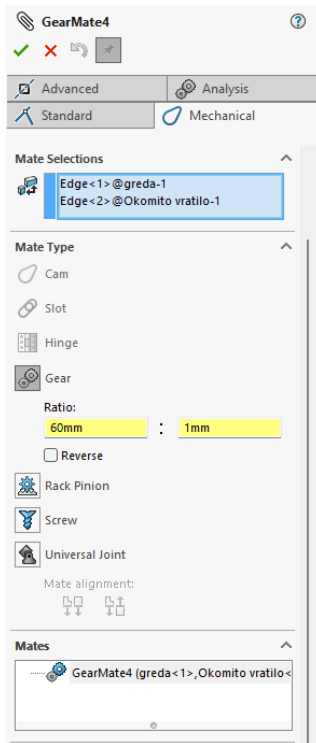 GearMate4
Advanced
Analysis
Standard
Mechanical
Mate Selections
Edge<1>@greda-1
Edge<2>@Okomito vratilo-1
Mate Type
Cam
Slot
Hinge
Gear
Ratio:
60mm : 1mm
Reverse
Rack Pinion
Screw
Universal Joint
Mate alignment:
Mates
GearMate4 (greda<1>,Okomito vratilo<